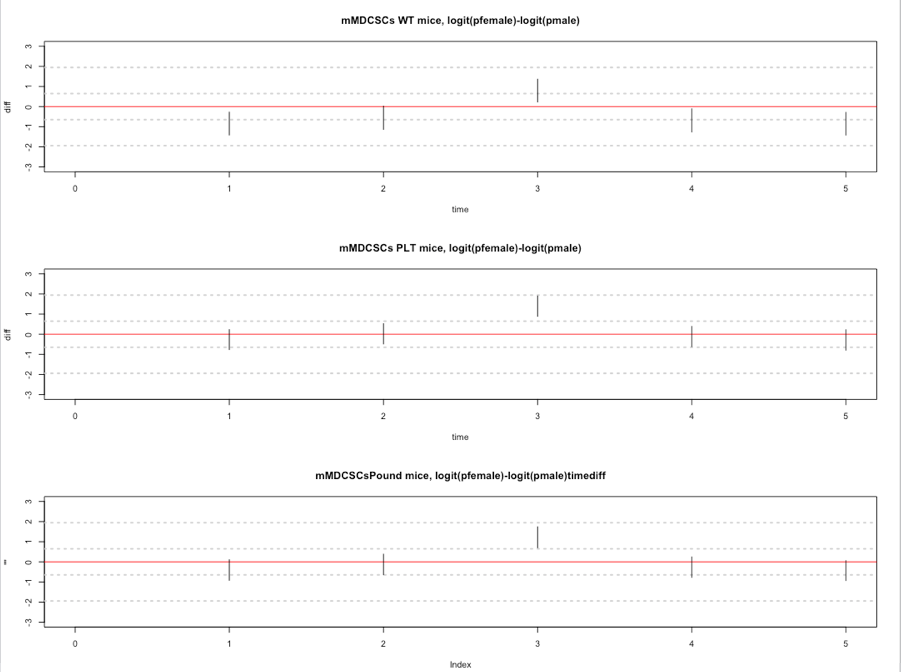 mMDCSCs WT mice, logit(pfemale)-logit(pmale)
diff
3
2
1
0
-1
-2
-3
0 1 2 3 4 5
time
mMDCSCs PLT mice, logit(pfemale)-logit(pmale)
diff
3
2
1
0
-1
-2
-3
0 1 2 3 4 5
time
mMDCSCsPound mice, logit(pfemale)-logit(pmale)timediff
3
2
1
0
-1
-2
-3
0 1 2 3 4 5
Index